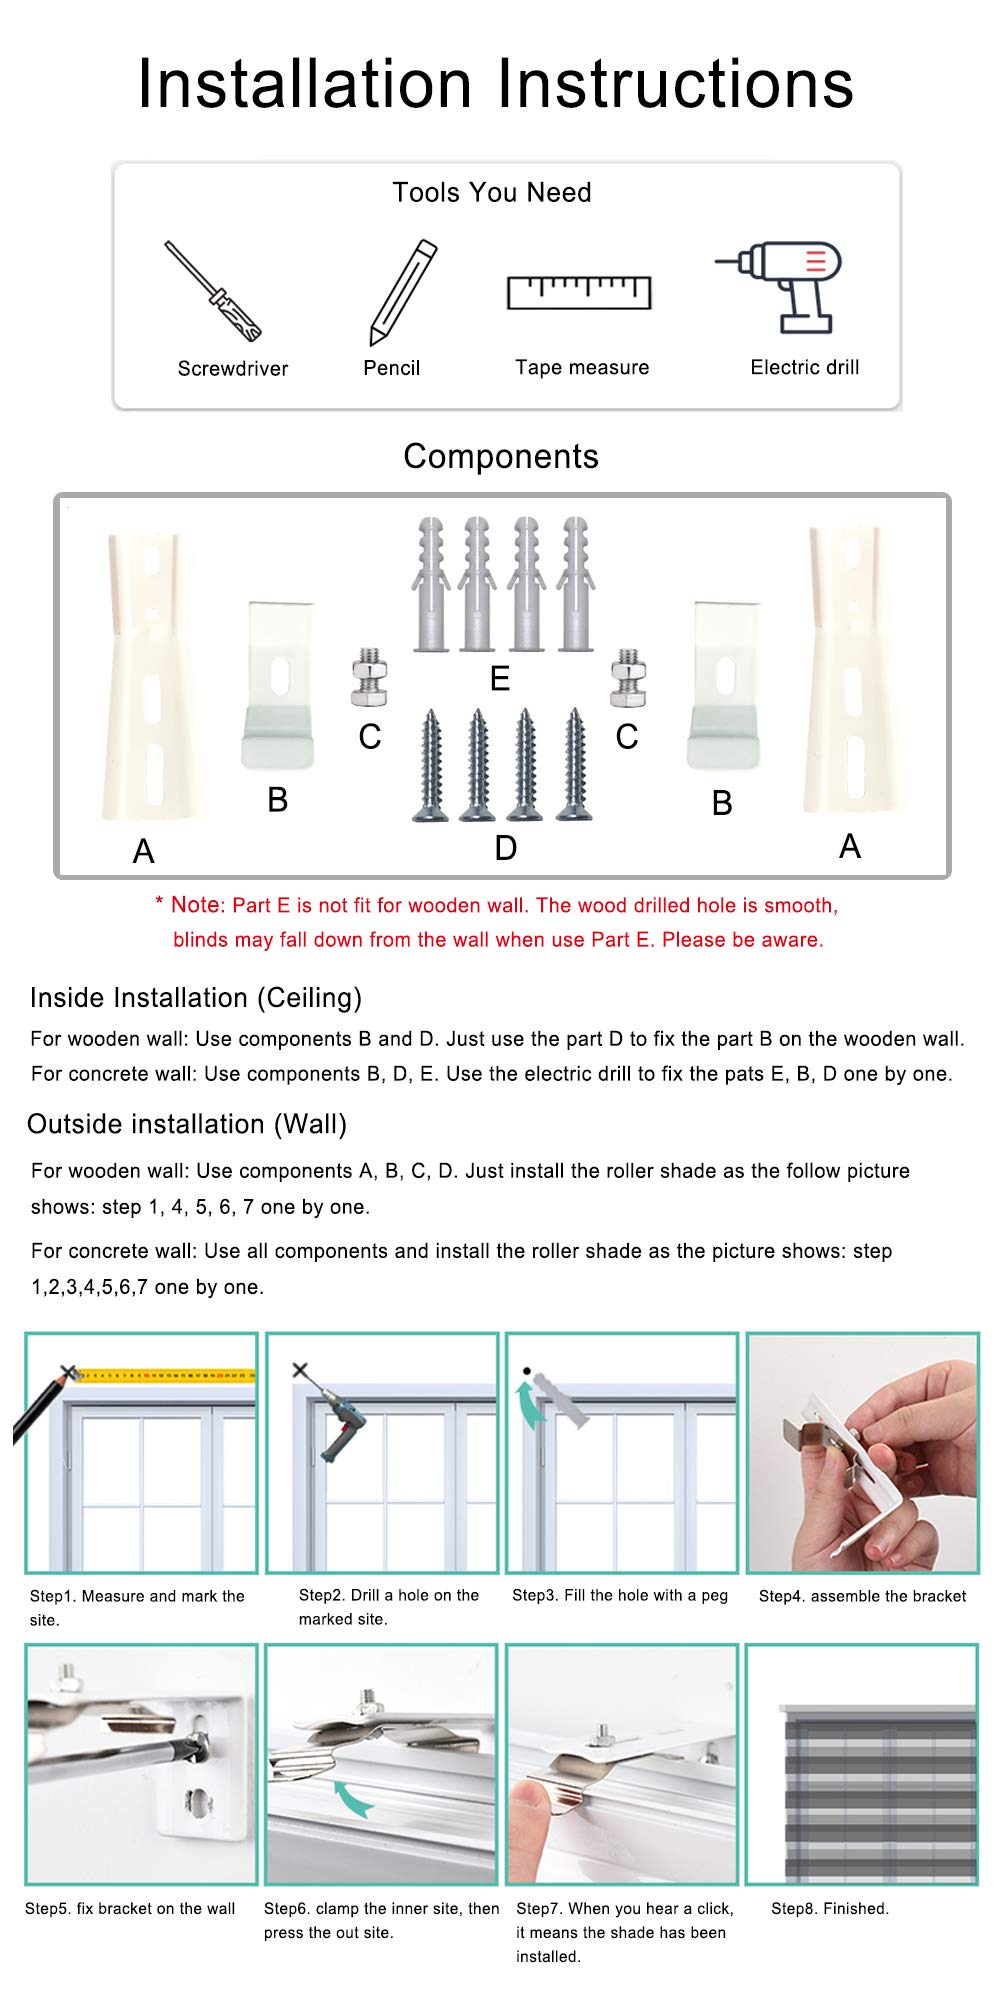 Installation Instructions
Tools You Need
Screwdriver
Pencil
Tape measure
Electric drill
Components
A
B
C
E
D
C
B
A
* Note: Part E is not fit for wooden wall. The wood drilled hole is smooth,
blinds may fall down from the wall when use Part E. Please be aware.
Inside Installation (Ceiling)
For wooden wall: Use components B and D. Just use the part D to fix the part B on the wooden wall.
For concrete wall: Use components B, D, E. Use the electric drill to fix the pats E, B, D one by one.
Outside installation (Wall)
For wooden wall: Use components A, B, C, D. Just install the roller shade as the follow picture
shows: step 1, 4, 5, 6, 7 one by one.
For concrete wall: Use all components and install the roller shade as the picture shows: step
1,2,3,4,5,6,7 one by one.
Step1. Measure and mark the
site.
Step2. Drill a hole on the
marked site.
Step3. Fill the hole with a peg
Step4. assemble the bracket
Step5. fix bracket on the wall
Step6. clamp the inner site, then
press the out site.
Step7. When you hear a click,
it means the shade has been
installed.
Step8. Finished.